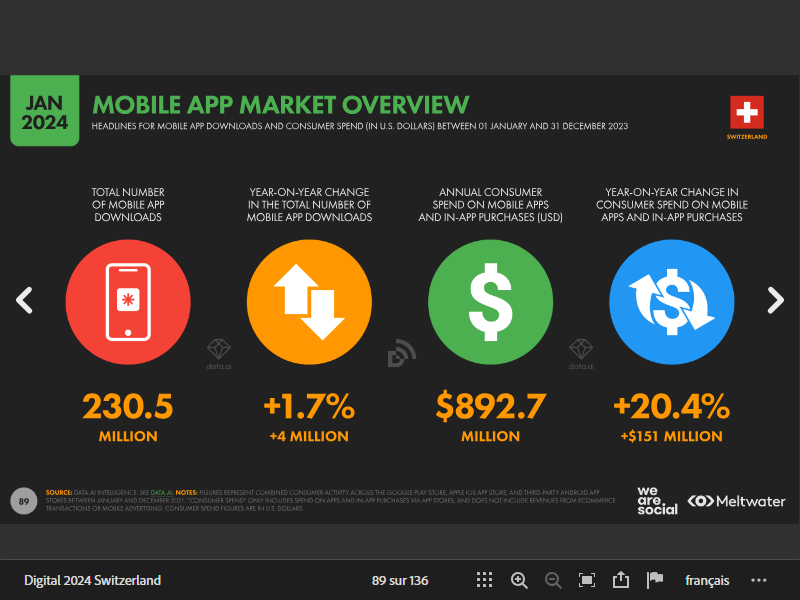 JAN
2024
MOBILE APP MARKET OVERVIEW
HEADLINES FOR MOBILE APP DOWNLOADS AND CONSUMER SPEND (IN U.S. DOLLARS) BETWEEN 01 JANUARY AND 31 DECEMBER 2023
SWITZERLAND
TOTAL NUMBER
OF MOBILE APP
DOWNLOADS
YEAR-ON-YEAR CHANGE
IN THE TOTAL NUMBER OF
MOBILE APP DOWNLOADS
ANNUAL CONSUMER
SPEND ON MOBILE APPS
AND IN-APP PURCHASES (USD)
YEAR-ON-YEAR CHANGE IN
CONSUMER SPEND ON MOBILE
APPS AND IN-APP PURCHASES
data.ai
data.ai
230.5
MILLION
+1.7%
+4 MILLION
$892.7
MILLION
+20.4%
+$151 MILLION
89
SOURCE: DATA.AI INTELLIGENCE. SEE DATA.AI. NOTES: FIGURES REPRESENT COMBINED CONSUMER ACTIVITY ACROSS THE GOOGLE PLAY STORE, APPLE IOS APP STORE, AND THIRD-PARTY ANDROID APP
STORES BETWEEN JANUARY AND DECEMBER 2021. "CONSUMER SPEND" ONLY INCLUDES SPEND ON APPS AND IN-APP PURCHASES VIA APP STORES, AND DOES NOT INCLUDE REVENUES FROM ECOMMERCE
TRANSACTIONS OR MOBILE ADVERTISING. CONSUMER SPEND FIGURES ARE IN U.S. DOLLARS.
we
are.
social
Meltwater
Digital 2024 Switzerland
89 sur 136
français